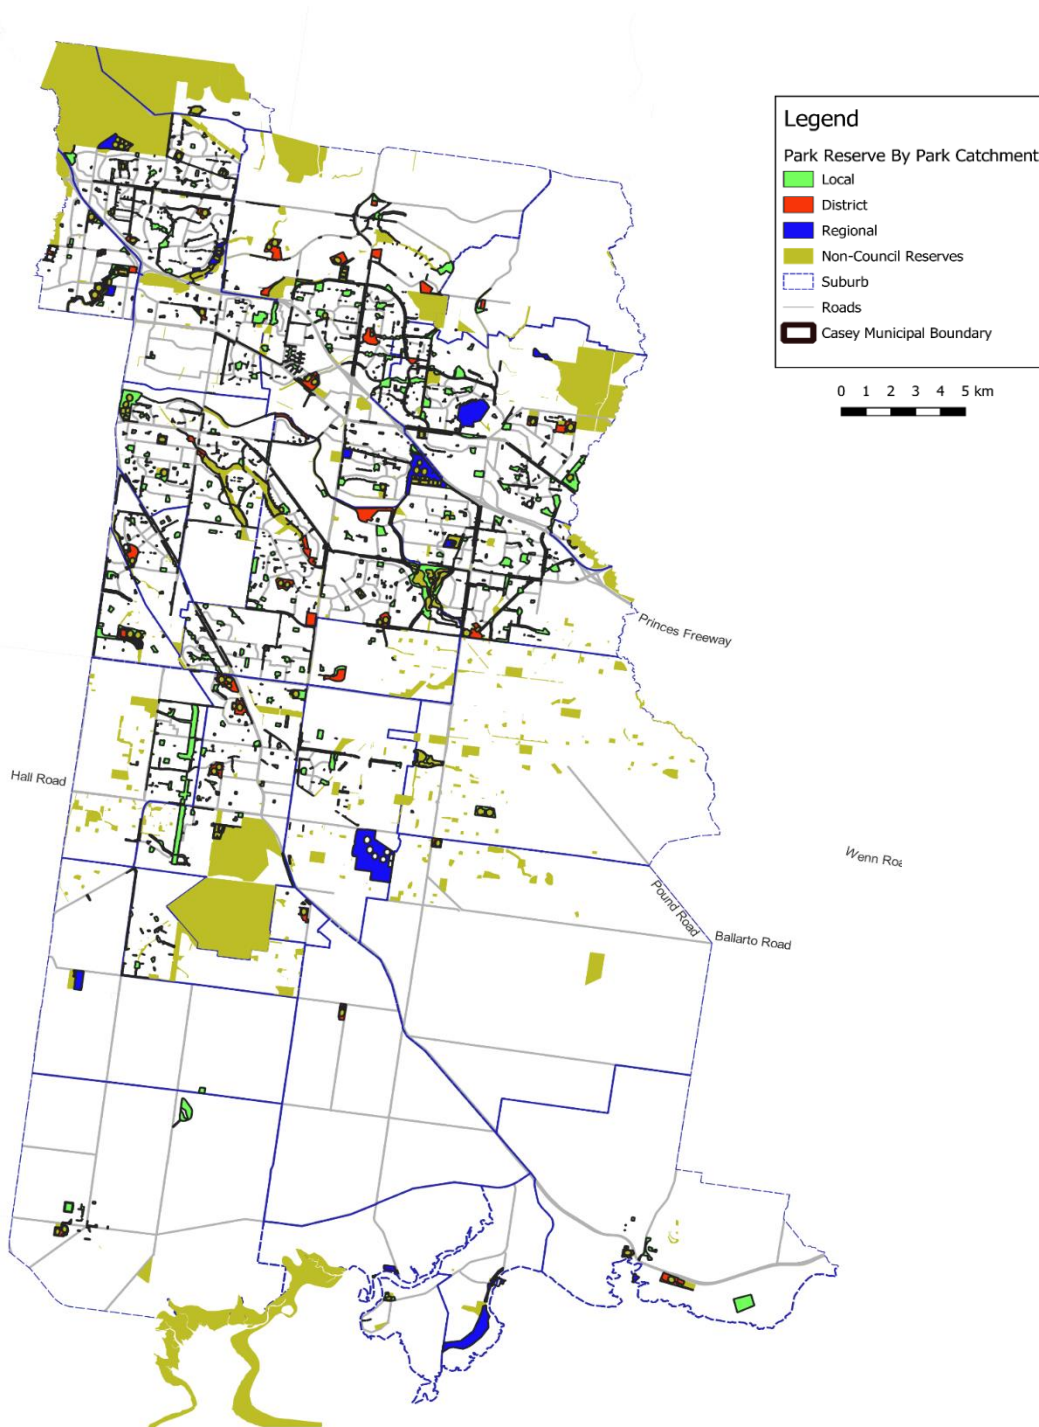 Legend
Park Reserve By Park Catchment
Local
District
Regional
Non-Council Reserves
Suburb
Roads
Casey Municipal Boundary
0 1 2 3 4 5 km
Princes Freeway
Hall Road
Wenn Roa
Pound Road
Ballarto Road